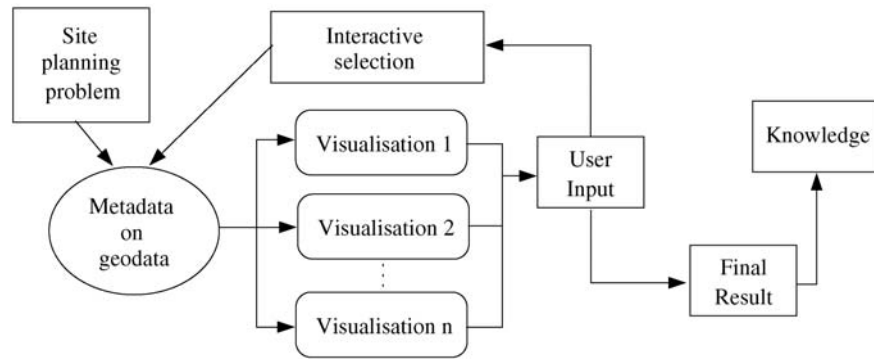 Site
planning
problem
Interactive
selection
Visualisation 1
Knowledge
User
Input
Metadata
on
geodata
Visualisation 2
Final
Result
Visualisation n